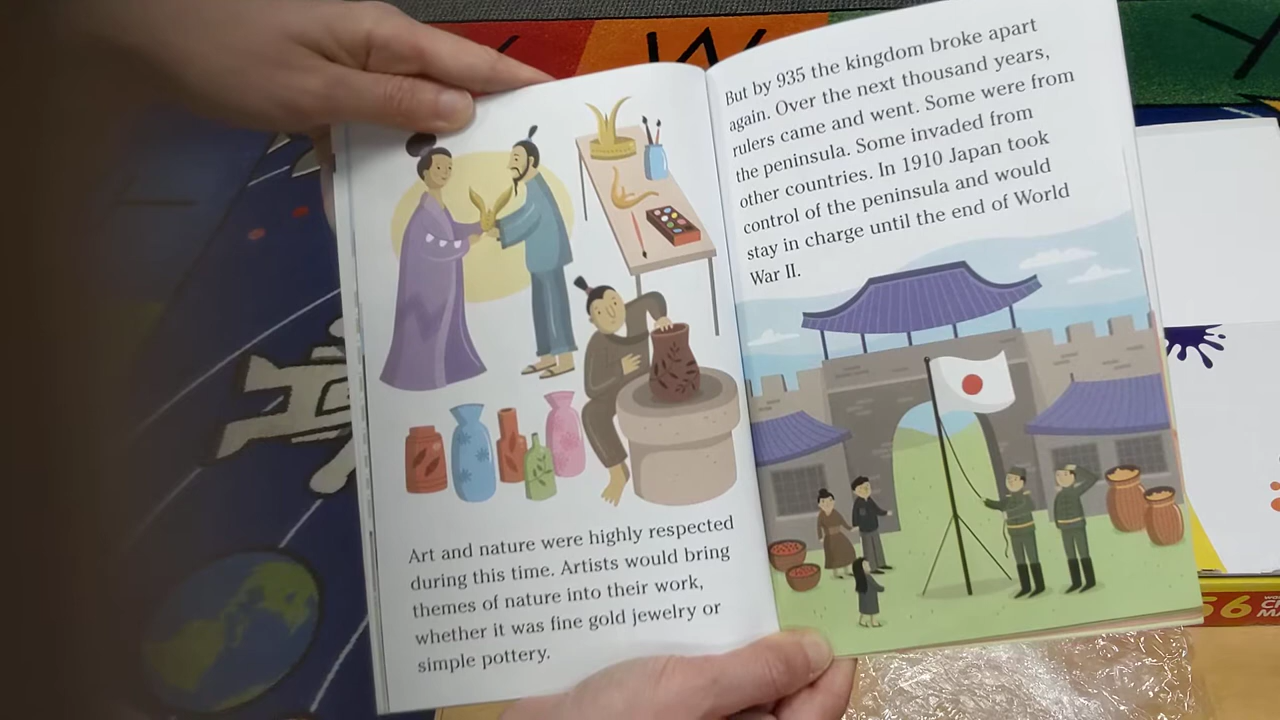 Art and nature were highly respected
during this time. Artists would bring
themes of nature into their work,
whether it was fine gold jewelry or
simple pottery.
But by 935 the kingdom broke apart
again. Over the next thousand years,
rulers came and went. Some were from
the peninsula. Some invaded from
other countries. In 1910 Japan took
control of the peninsula and would
stay in charge until the end of World
War II.
W
56